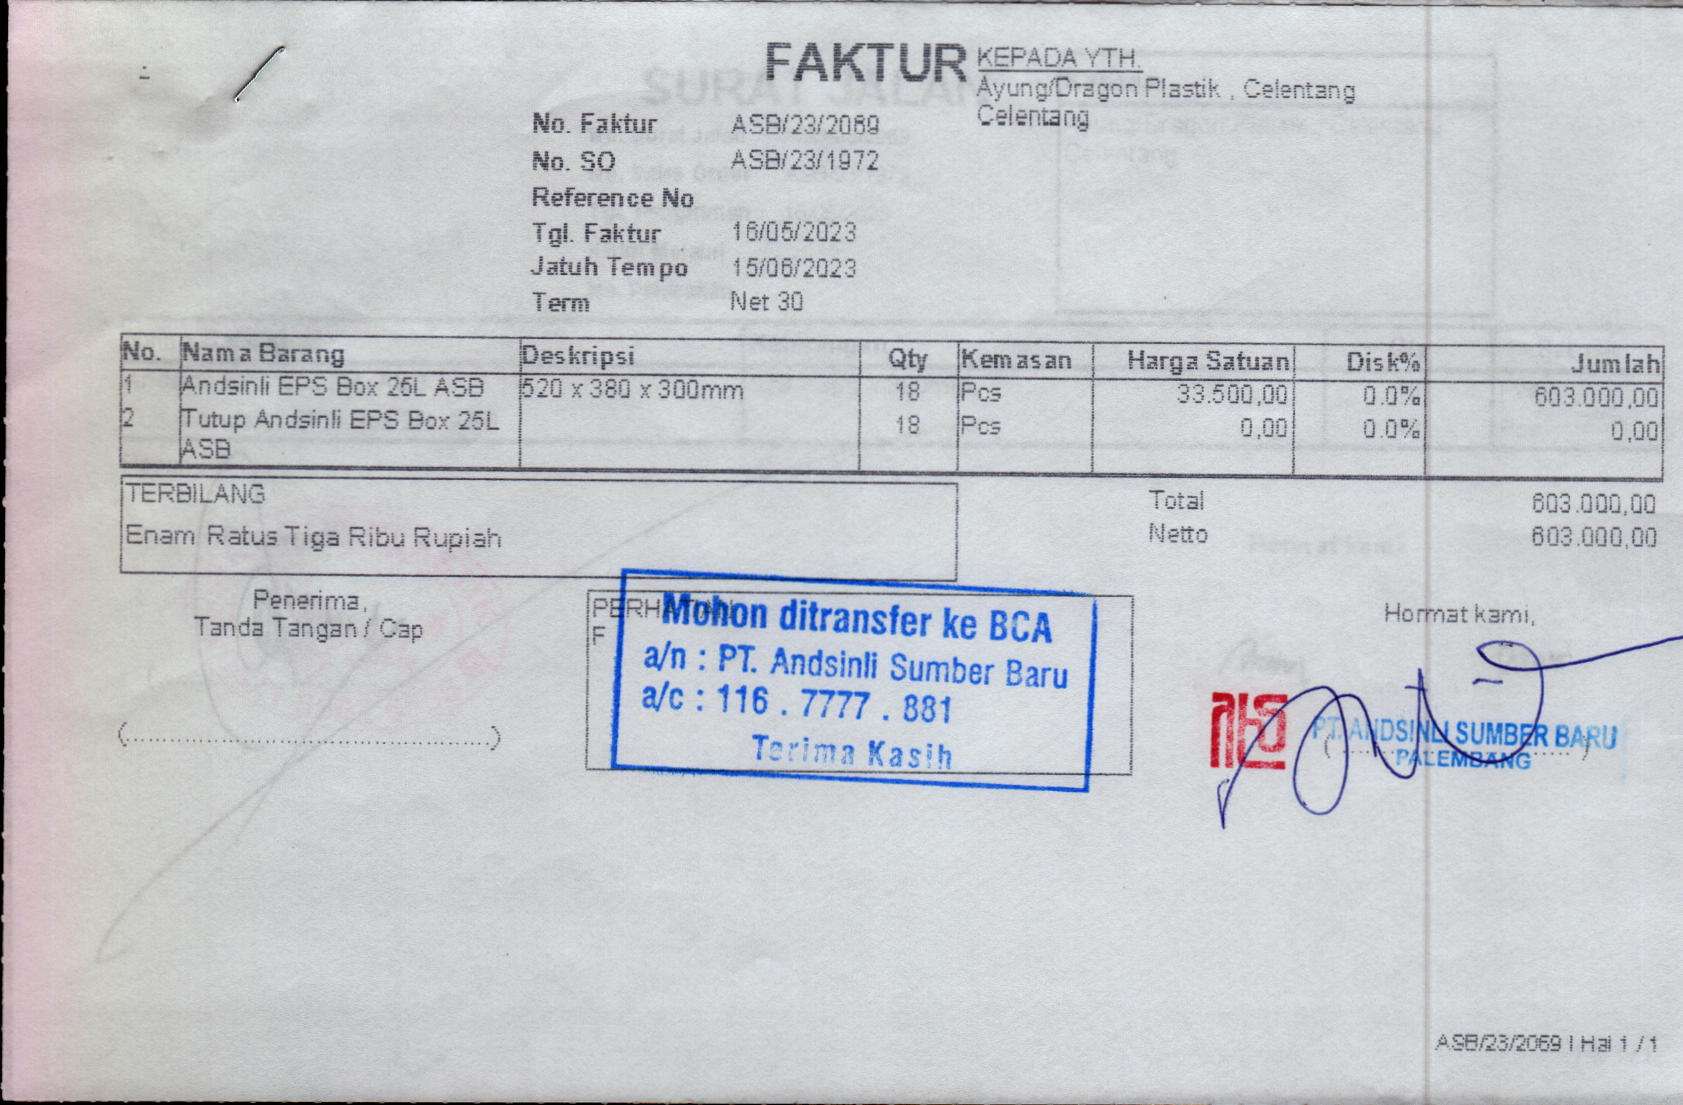 FAKTUR
KEPADA YTH.
Ayung/Dragon Plastik , Celentang
Celentang
No. Faktur ASB/23/2069
No. SO ASB/23/1972
Reference No
Tgl. Faktur 16/05/2023
Jatuh Tempo 15/06/2023
Term Net 30
No. Nama Barang Deskripsi Qty Kemasan Harga Satuan Disk% Jumlah
1 Andsinli EPS Box 25L ASB 520 x 380 x 300mm 18 Pcs 33.500,00 0.0% 603.000,00
2 Tutup Andsinli EPS Box 25L 18 Pcs 0,00 0.0% 0,00
ASB
TERBILANG
Enam Ratus Tiga Ribu Rupiah
Total 603.000,00
Netto 603.000,00
Penerima,
Tanda Tangan / Cap
(..........................................)
F
Mohon ditransfer ke BCA
a/n : PT. Andsinli Sumber Baru
a/c : 116 . 7777 . 881
Terima Kasih
Hormat kami,
PT. ANDSINLI SUMBER BARU
PALEMBANG
ASB/23/2069 | Hal 1 / 1